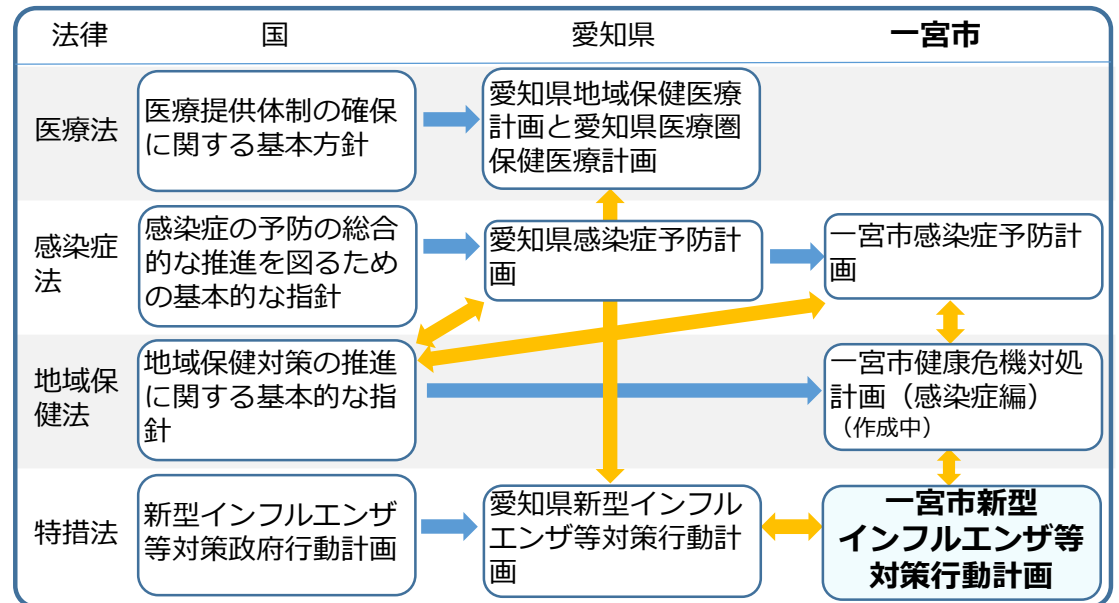 法律
国
愛知県
一宮市
医療法
医療提供体制の確保
に関する基本方針
愛知県地域保健医療
計画と愛知県医療圏
保健医療計画
感染症
法
感染症の予防の総合
的な推進を図るため
の基本的な指針
愛知県感染症予防計
画
一宮市感染症予防計
画
地域保
健法
地域保健対策の推進
に関する基本的な指
針
一宮市健康危機対処
計画（感染症編）
（作成中）
特措法
新型インフルエンザ
等対策政府行動計画
愛知県新型インフル
エンザ等対策行動計
画
一宮市新型
インフルエンザ等
対策行動計画